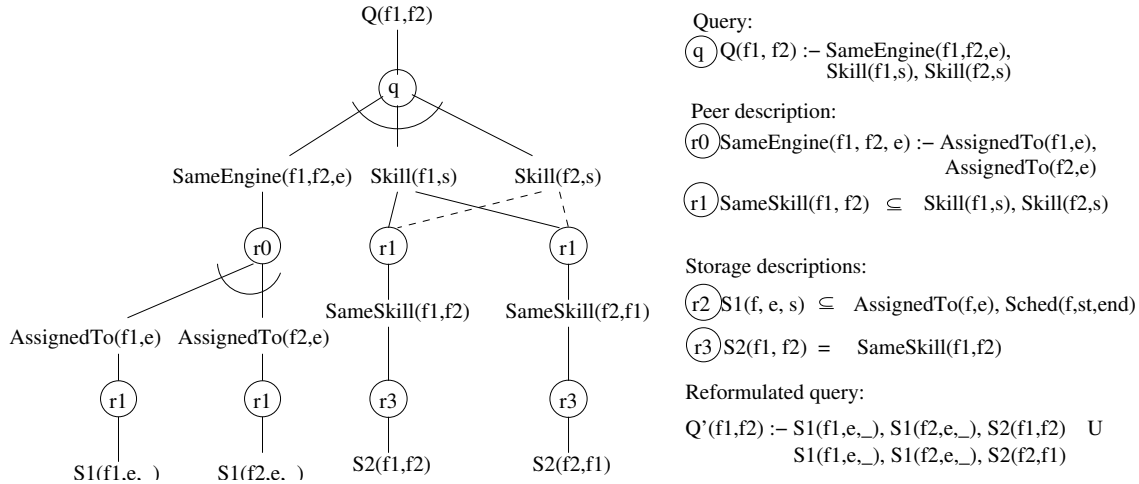 Q(f1,f2)
q
SameEngine(f1,f2,e) Skill(f1,s) Skill(f2,s)
r0 r1 r1
SameSkill(f1,f2) SameSkill(f2,f1)
AssignedTo(f1,e) AssignedTo(f2,e)
r1 r1 r3 r3
S1(f1,e,_) S1(f2,e,_) S2(f1,f2) S2(f2,f1)
Query:
q Q(f1, f2) :− SameEngine(f1,f2,e),
Skill(f1,s), Skill(f2,s)
Peer description:
r0 SameEngine(f1, f2, e) :− AssignedTo(f1,e),
AssignedTo(f2,e)
r1 SameSkill(f1, f2) ⊆ Skill(f1,s), Skill(f2,s)
Storage descriptions:
r2 S1(f, e, s) ⊆ AssignedTo(f,e), Sched(f,st,end)
r3 S2(f1, f2) = SameSkill(f1,f2)
Reformulated query:
Q’(f1,f2) :− S1(f1,e,_), S1(f2,e,_), S2(f1,f2) U
S1(f1,e,_), S1(f2,e,_), S2(f2,f1)